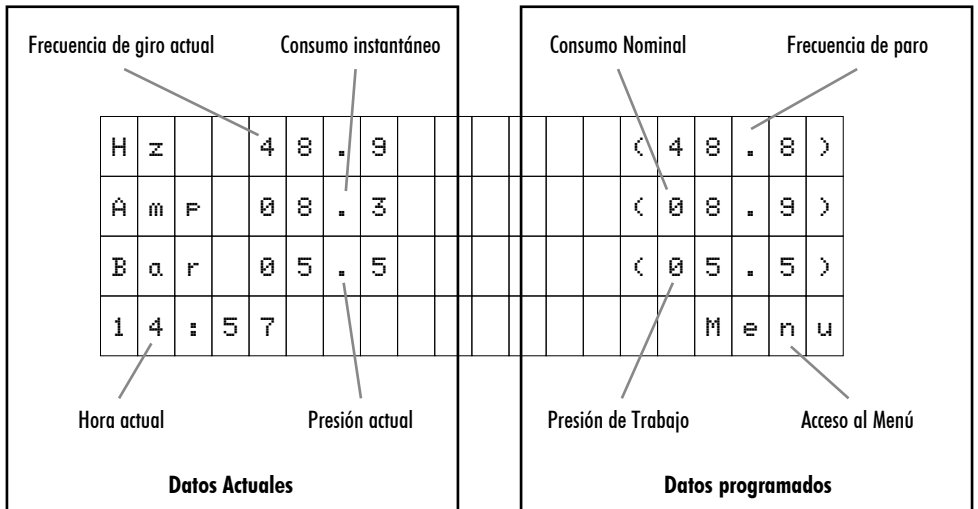 Frecuencia de giro actual Consumo instantáneo Consumo Nominal Frecuencia de paro
Hz 48.9 (48.8)
Amp 08.3 (08.9)
Bar 05.5 (05.5)
14:57 Menu
Hora actual Presión actual Presión de Trabajo Acceso al Menú
Datos Actuales Datos programados